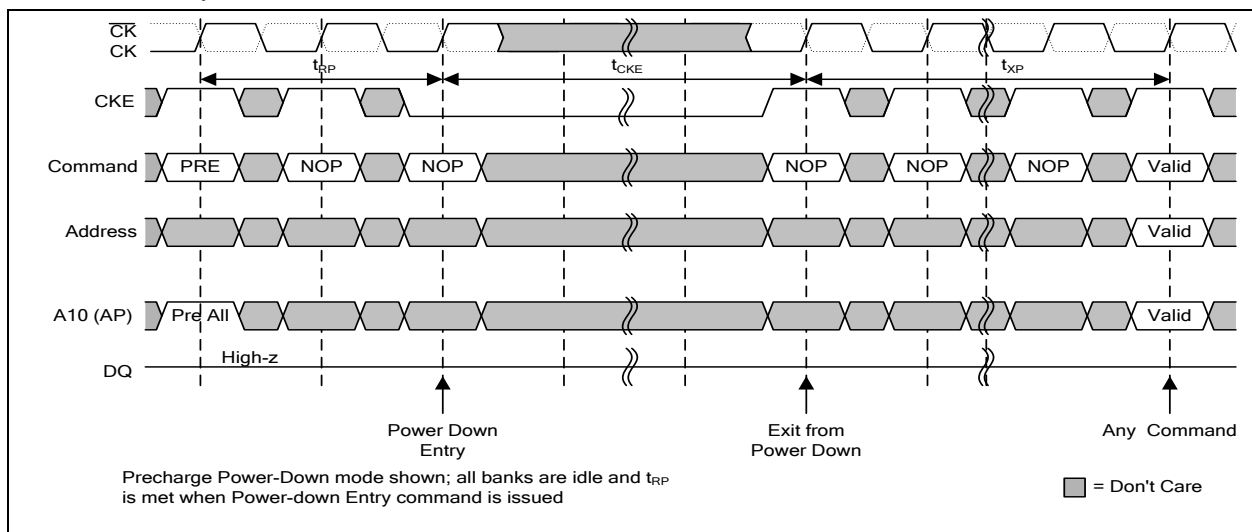 CK
CK
tRP
tCKE
tXP
CKE
Command
PRE
NOP
NOP
NOP
NOP
NOP
Valid
Address
Valid
A10 (AP)
Pre All
Valid
High-z
DQ
Power Down
Entry
Exit from
Power Down
Any Command
Precharge Power-Down mode shown; all banks are idle and tRP
is met when Power-down Entry command is issued
= Don't Care